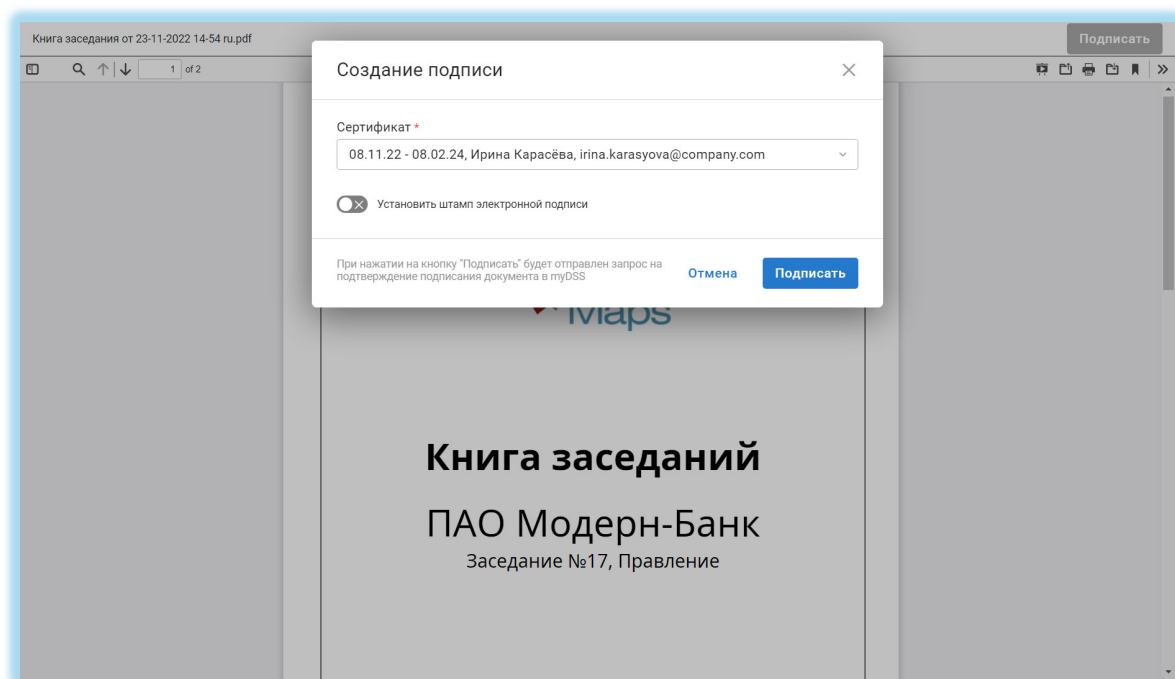 Книга заседания от 23-11-2022 14-54 ru.pdf
Подписать
1 of 2
Создание подписи
Сертификат *
08.11.22 - 08.02.24, Ирина Карасёва, irina.karasyova@company.com
Установить штамп электронной подписи
При нажатии на кнопку "Подписать" будет отправлен запрос на
подтверждение подписания документа в myDSS
Отмена
Подписать
Maps
Книга заседаний
ПАО Модерн-Банк
Заседание №17, Правление